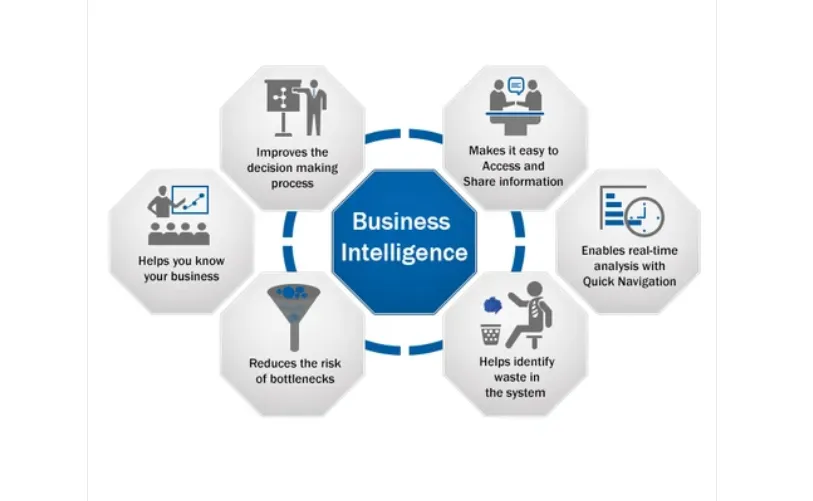 Improves the
decision making
process
Makes it easy to
Access and
Share information
Helps you know
your business
Business
Intelligence
Enables real-time
analysis with
Quick Navigation
Reduces the risk
of bottlenecks
Helps identify
waste in
the system